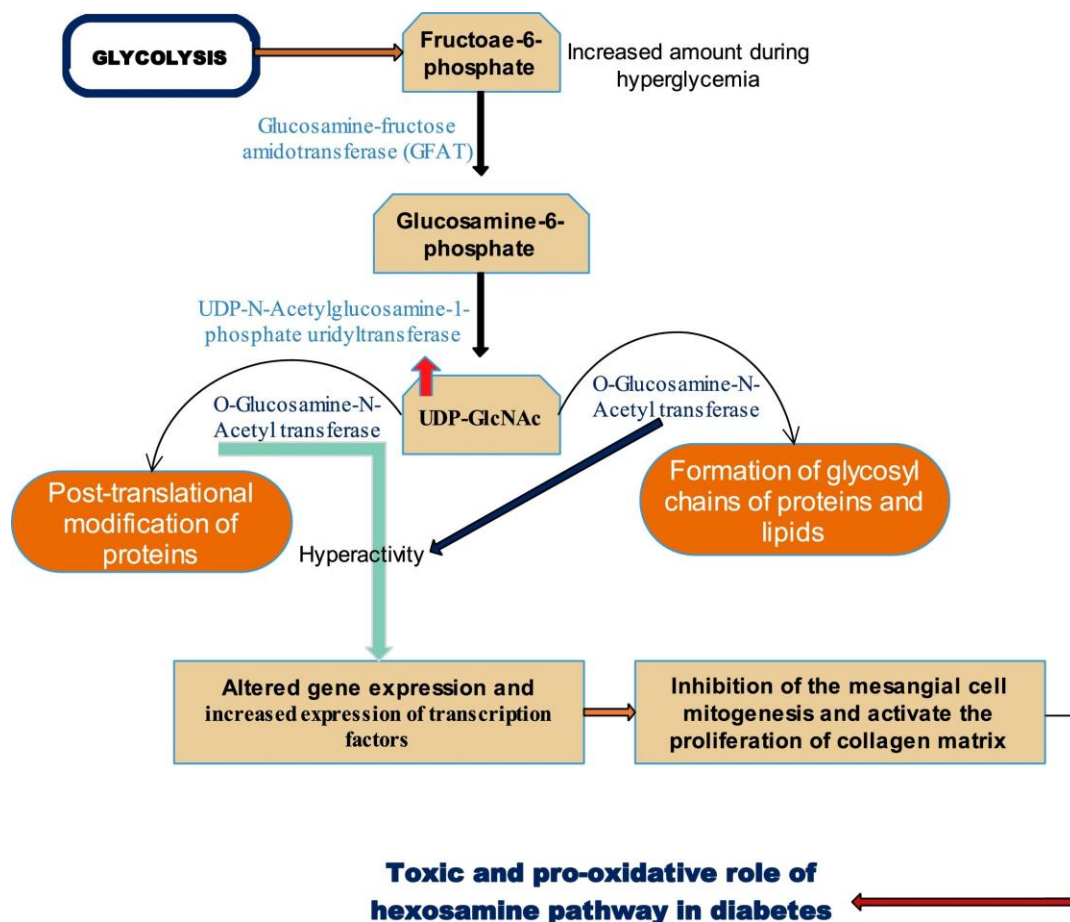 GLYCOLYSIS
Fructoae-6-
phosphate
Increased amount during
hyperglycemia
Glucosamine-fructose
amidotransferase (GFAT)
Glucosamine-6-
phosphate
UDP-N-Acetylglucosamine-1-
phosphate uridyltransferase
O-Glucosamine-N-
Acetyl transferase
UDP-GlcNAc
O-Glucosamine-N-
Acetyl transferase
Post-translational
modification of
proteins
Formation of glycosyl
chains of proteins and
lipids
Hyperactivity
Altered gene expression and
increased expression of transcription
factors
Inhibition of the mesangial cell
mitogenesis and activate the
proliferation of collagen matrix
Toxic and pro-oxidative role of
hexosamine pathway in diabetes